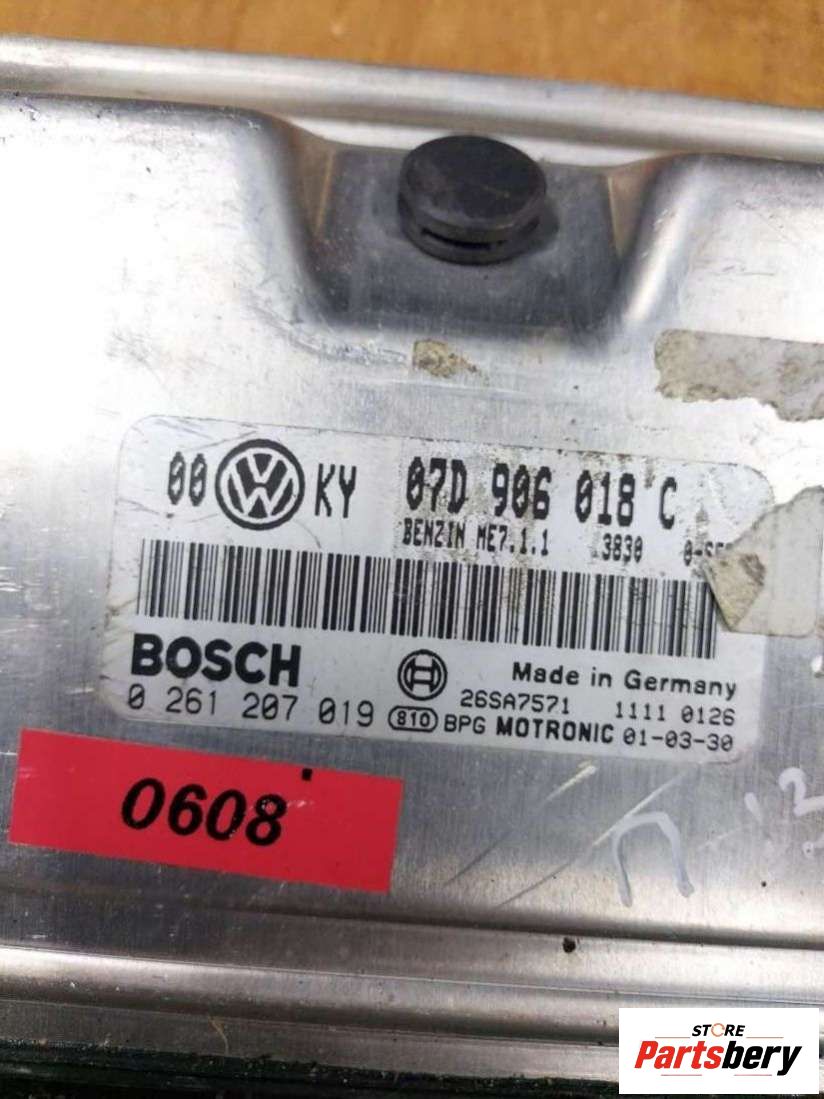 00 VW KY 07D 906 018 C
BENZIN ME7.1.1 3830
BOSCH Made in Germany
0 261 207 019 26SA7571 1111 0126
810 BPG MOTRONIC 01-03-30
0608
STORE
Partsbery